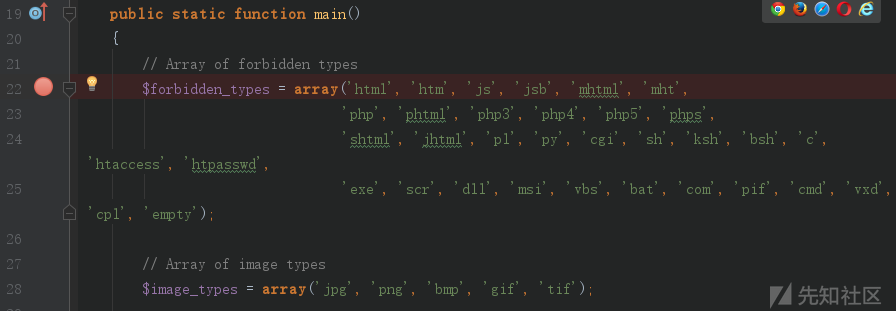 19 public static function main()
20 {
21 // Array of forbidden types
22 $forbidden_types = array('html', 'htm', 'js', 'jsb', 'mhtml', 'mht',
23 'php', 'phtml', 'php3', 'php4', 'php5', 'phps',
24 'shtml', 'jhtml', 'pl', 'py', 'cgi', 'sh', 'ksh', 'bsh', 'c',
'htaccess', 'htpasswd',
25 'exe', 'scr', 'dll', 'msi', 'vbs', 'bat', 'com', 'pif', 'cmd', 'vxd',
'cpl', 'empty');
26
27 // Array of image types
28 $image_types = array('jpg', 'png', 'bmp', 'gif', 'tif');
先知社区